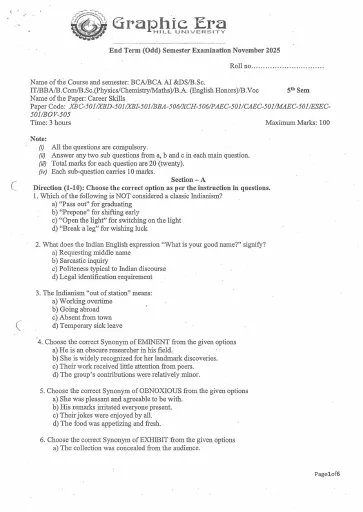 Graphic Era
HILL UNIVERSITY
End Term (Odd) Semester Examination November 2025
Roll no..............................
Name of the Course and semester: BCA/BCA AI &DS/B.Sc.
IT/BBA/B.Com/B.Sc.(Physics/Chemistry/Maths)/B.A. (English Honors)/B.Voc 5th Sem
Name of the Paper: Career Skills
Paper Code: XBC-501/XBD-501/XBI-501/BBA-506/XCH-506/PAEC-501/CAEC-501/MAEC-501/ESEC-
501/BOV-505
Time: 3 hours Maximum Marks: 100
Note:
(i) All the questions are compulsory.
(ii) Answer any two sub questions from a, b and c in each main question.
(iii) Total marks for each question are 20 (twenty).
(iv) Each sub-question carries 10 marks.
Section – A
Direction (1-10): Choose the correct option as per the instruction in questions.
1. Which of the following is NOT considered a classic Indianism?
a) "Pass out" for graduating
b) "Prepone" for shifting early
c) "Open the light" for switching on the light
d) "Break a leg" for wishing luck
2. What does the Indian English expression "What is your good name?" signify?
a) Requesting middle name
b) Sarcastic inquiry
c) Politeness typical to Indian discourse
d) Legal identification requirement
3. The Indianism "out of station" means:
a) Working overtime
b) Going abroad
c) Absent from town
d) Temporary sick leave
4. Choose the correct Synonym of EMINENT from the given options
a) He is an obscure researcher in his field.
b) She is widely recognized for her landmark discoveries.
c) Their work received little attention from peers.
d) The group's contributions were relatively minor.
5. Choose the correct Synonym of OBNOXIOUS from the given options
a) She was pleasant and agreeable to be with.
b) His remarks irritated everyone present.
c) Their jokes were enjoyed by all.
d) The food was appetizing and fresh.
6. Choose the correct Synonym of EXHIBIT from the given options
a) The collection was concealed from the audience.
Page1of6